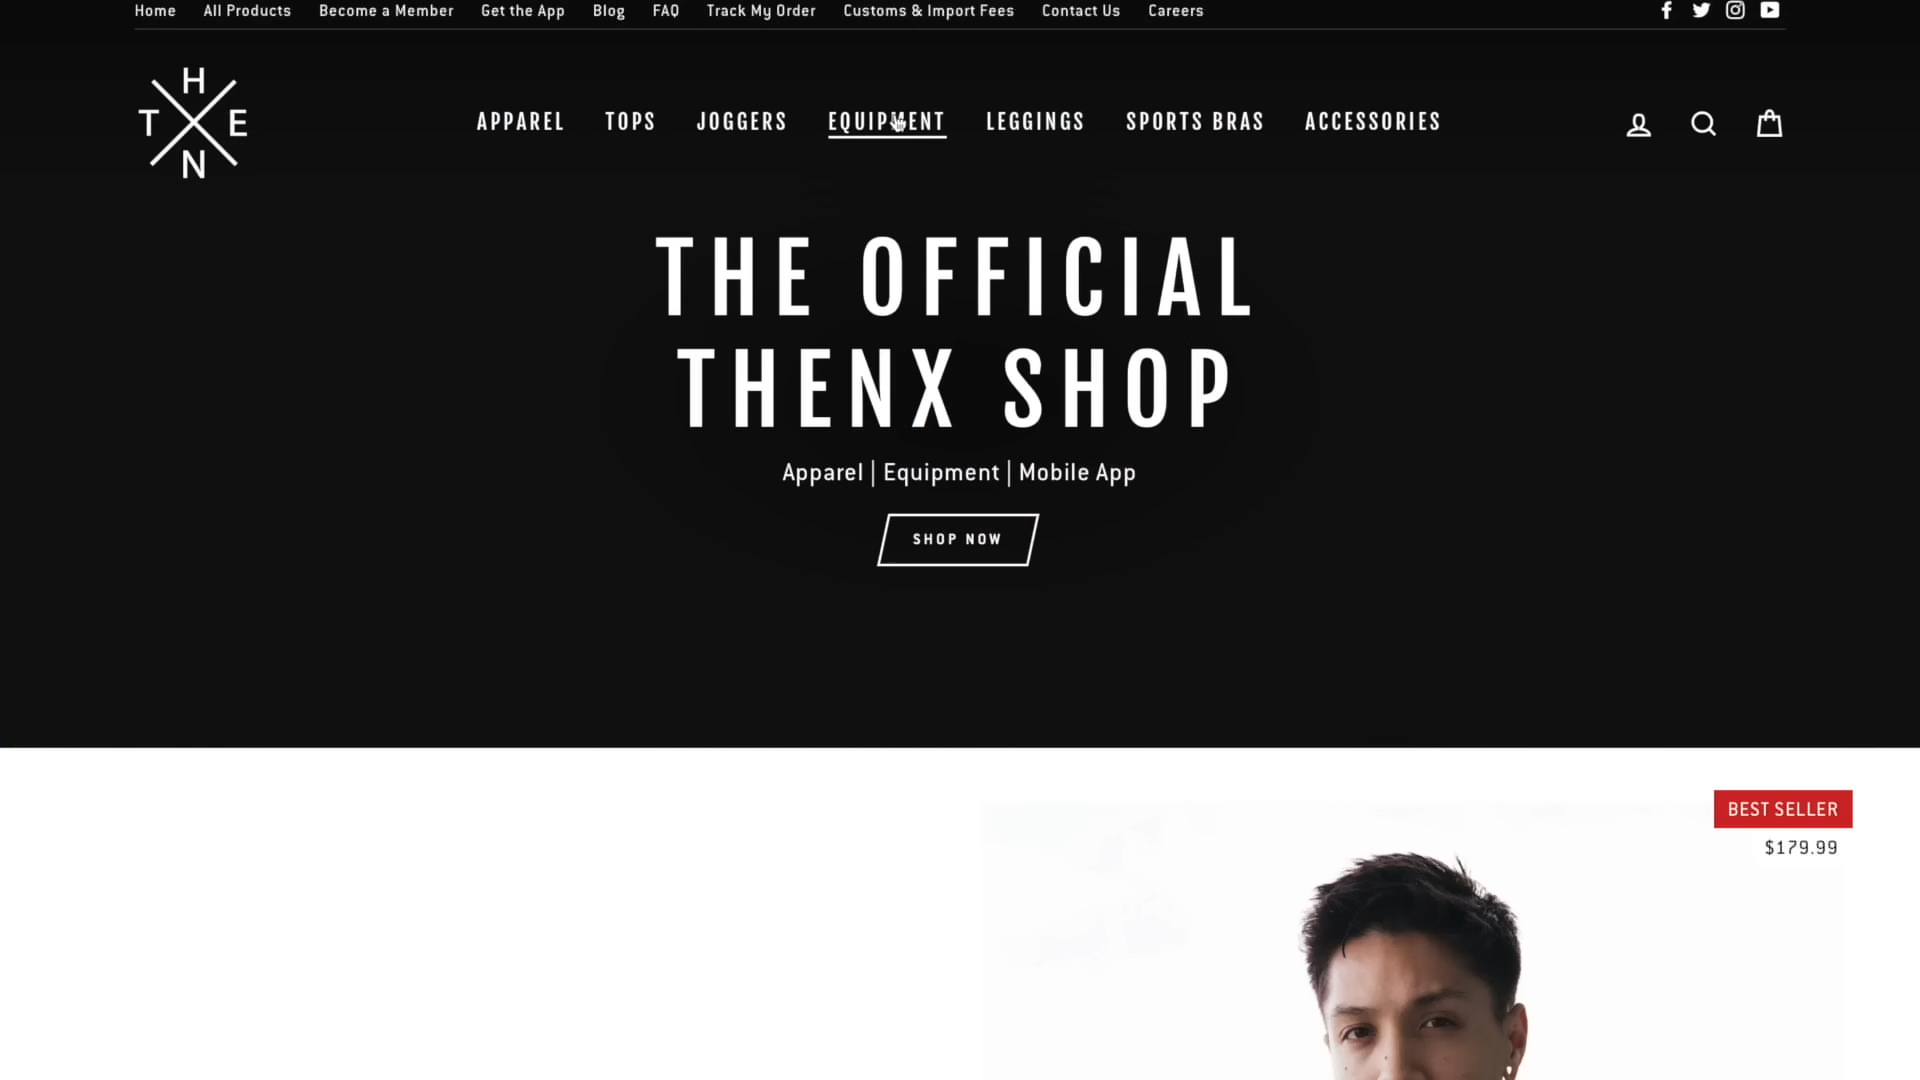 Home All Products Become a Member Get the App Blog FAQ Track My Order Customs & Import Fees Contact Us Careers
H
T E
N
APPAREL TOPS JOGGERS EQUIPMENT LEGGINGS SPORTS BRAS ACCESSORIES
THE OFFICIAL
THENX SHOP
Apparel | Equipment | Mobile App
SHOP NOW
BEST SELLER
$179.99